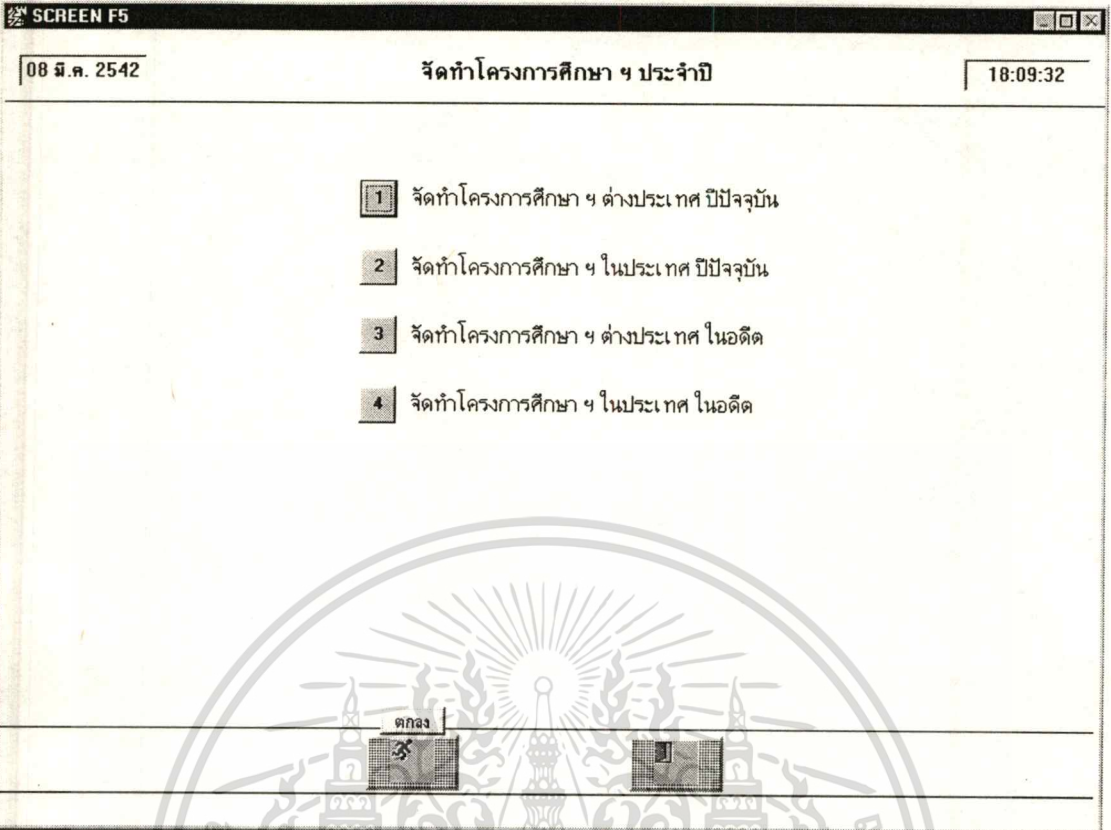 SCREEN F5
08 มี.ค. 2542
จัดทำโครงการศึกษา ฯ ประจำปี
18:09:32
1 จัดทำโครงการศึกษา ฯ ต่างประเทศ ปีปัจจุบัน
2 จัดทำโครงการศึกษา ฯ ในประเทศ ปีปัจจุบัน
3 จัดทำโครงการศึกษา ฯ ต่างประเทศ ในอดีต
4 จัดทำโครงการศึกษา ฯ ในประเทศ ในอดีต
ตกลง